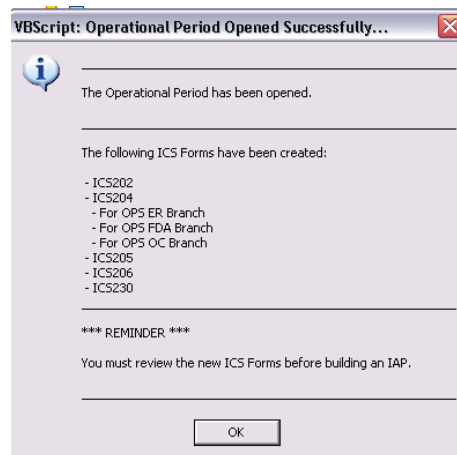 VBScript: Operational Period Opened Successfully...
The Operational Period has been opened.
The following ICS Forms have been created:
- ICS202
- ICS204
- For OPS ER Branch
- For OPS FDA Branch
- For OPS OC Branch
- ICS205
- ICS206
- ICS230
*** REMINDER ***
You must review the new ICS Forms before building an IAP.
OK